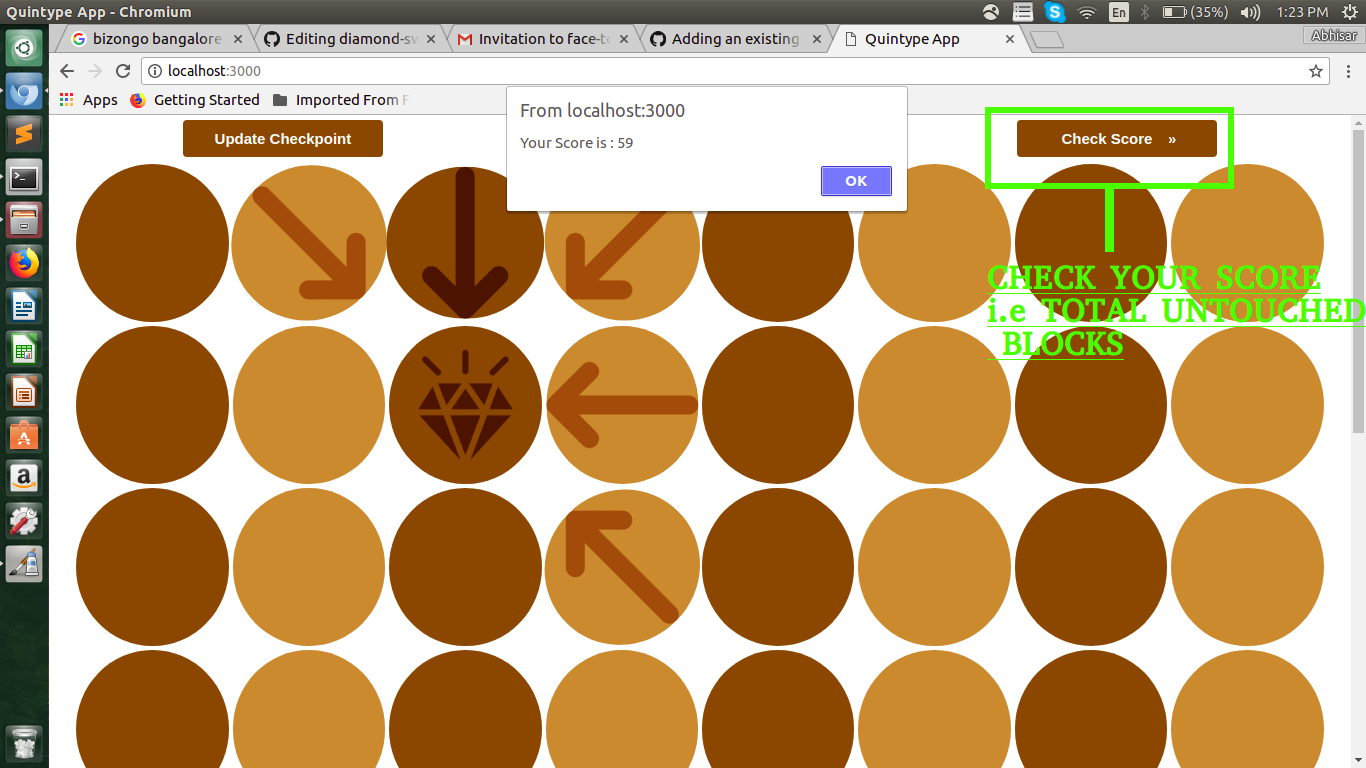 Quintype App - Chromium
En
(35%)
1:23 PM
bizongo bangalore
Editing diamond-sw
Invitation to face-to
Adding an existing
Quintype App
Abhisar
localhost:3000
Apps
Getting Started
Imported From F
From localhost:3000
Your Score is : 59
OK
Update Checkpoint
Check Score »
CHECK YOUR SCORE
i.e TOTAL UNTOUCHED
BLOCKS